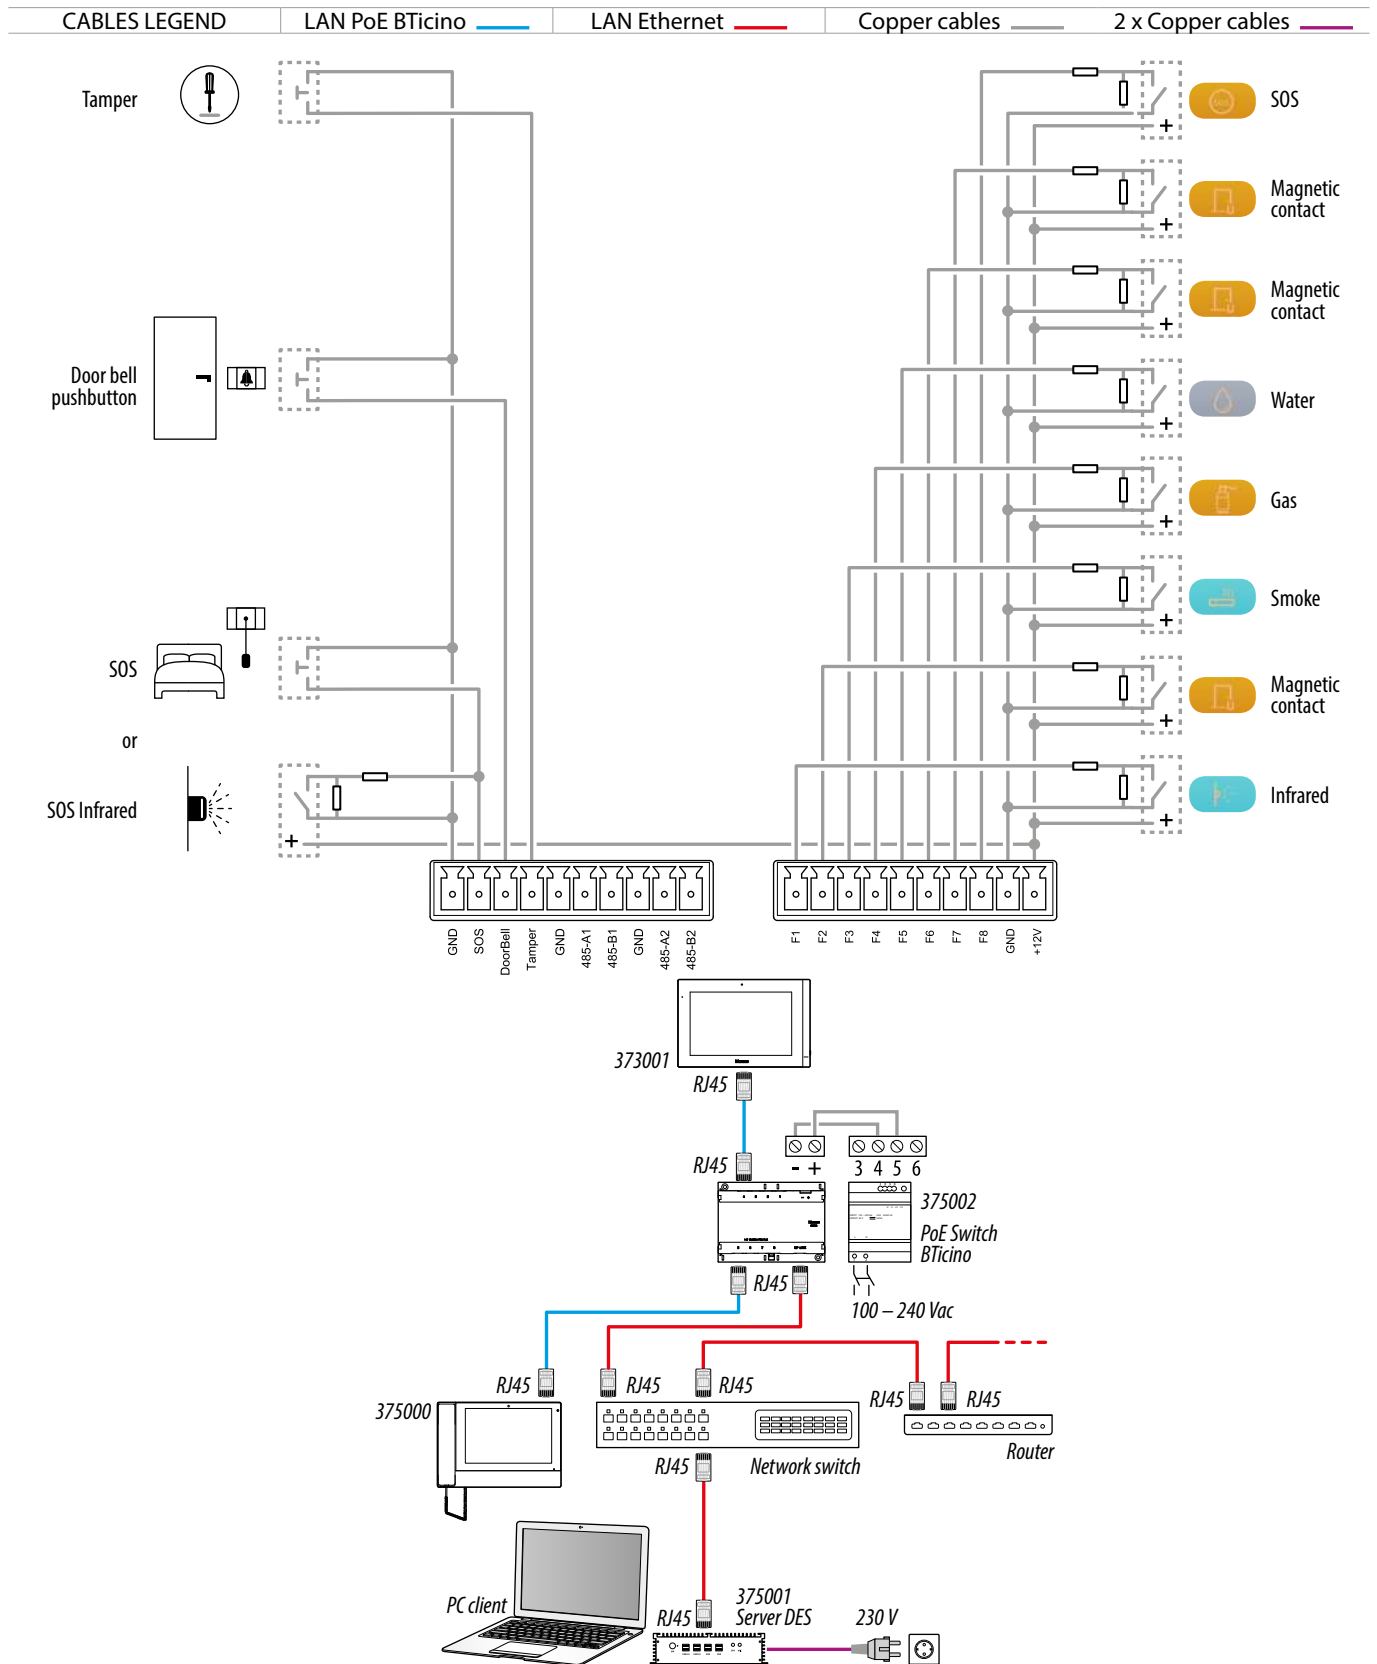 CABLES LEGEND
LAN PoE BTicino
LAN Ethernet
Copper cables
2 x Copper cables
Tamper
SOS
+
Magnetic
contact
+
Magnetic
contact
+
Door bell
pushbutton
Water
+
Gas
+
Smoke
+
SOS
Magnetic
contact
+
or
SOS Infrared
+
Infrared
+
GND
SOS
DoorBell
Tamper
GND
485-A1
485-B1
GND
485-A2
485-B2
F1
F2
F3
F4
F5
F6
F7
F8
GND
+12V
373001
RJ45
RJ45
- +
3 4 5 6
375002
PoE Switch
BTicino
RJ45
100 – 240 Vac
RJ45
RJ45
RJ45
RJ45
RJ45
375000
Router
RJ45
Network switch
PC client
RJ45
375001
Server DES
230 V